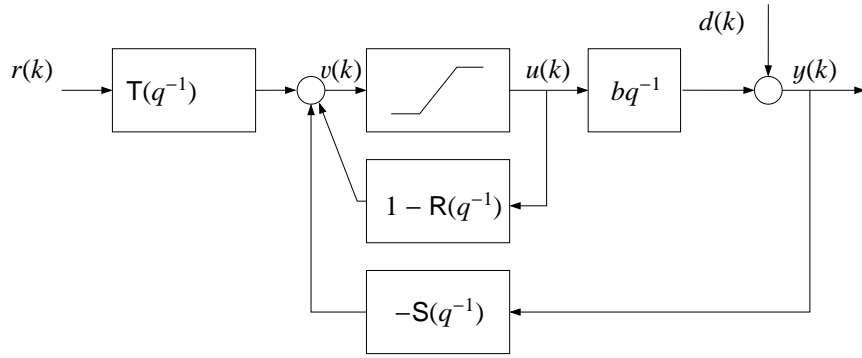 d(k)
r(k)
T(q⁻¹)
v(k)
u(k)
bq⁻¹
y(k)
1 − R(q⁻¹)
−S(q⁻¹)